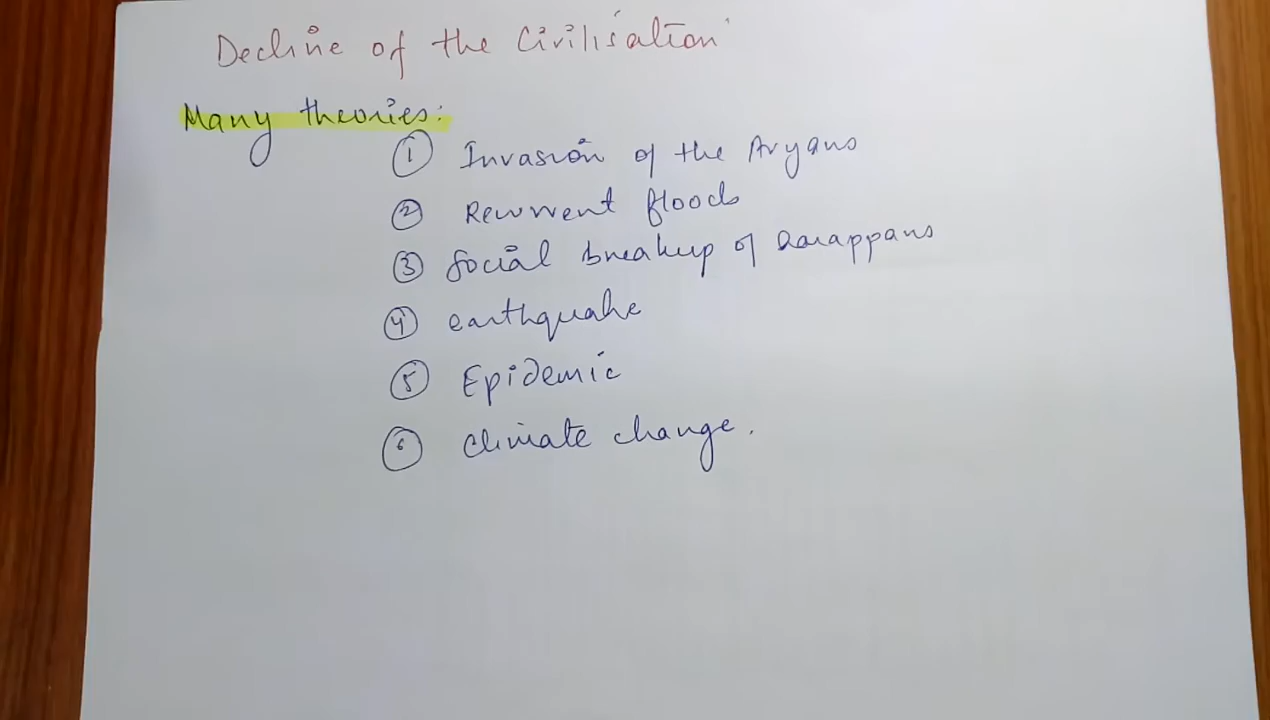 Decline of the Civilisation
Many theories:
① Invasion of the Aryans
② Recurrent floods
③ Social breakup of Harappans
④ earthquake
⑤ Epidemic
⑥ Climate change.